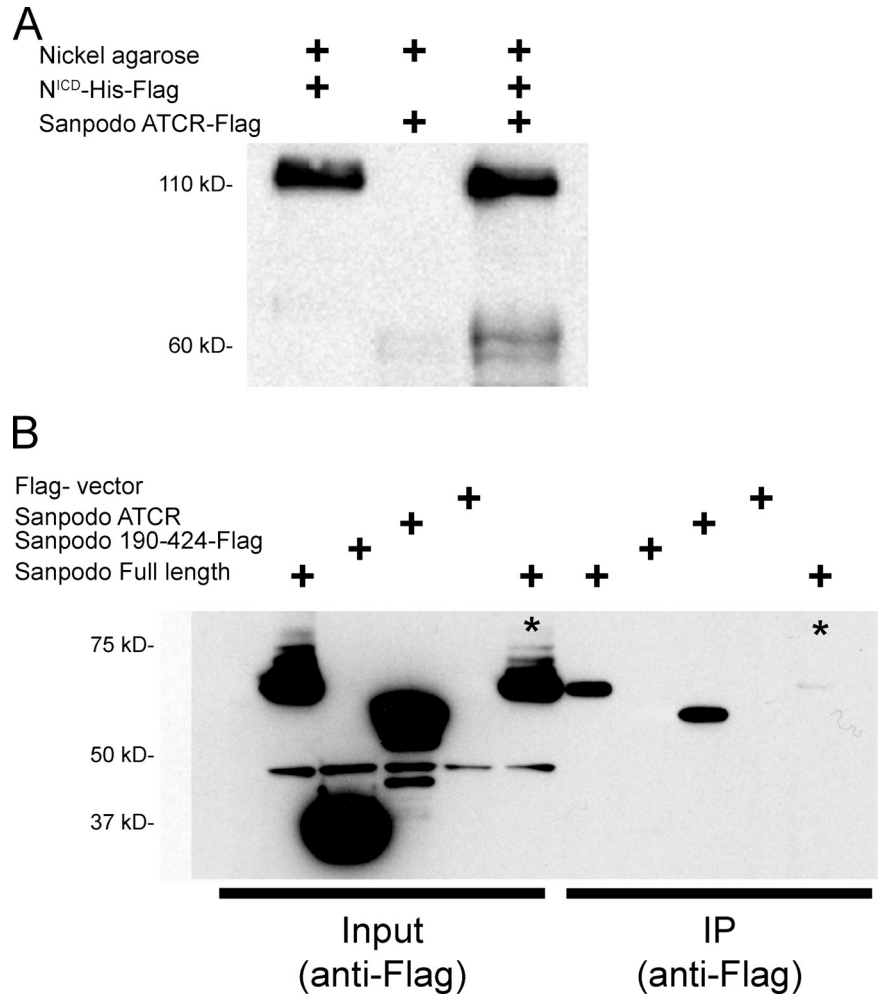 A
Nickel agarose + + +
N^ICD-His-Flag + +
Sanpodo ATCR-Flag + +
110 kD-
60 kD-
B
Flag- vector + +
Sanpodo ATCR + +
Sanpodo 190-424-Flag + +
Sanpodo Full length + + + +
* *
75 kD-
50 kD-
37 kD-
Input IP
(anti-Flag) (anti-Flag)